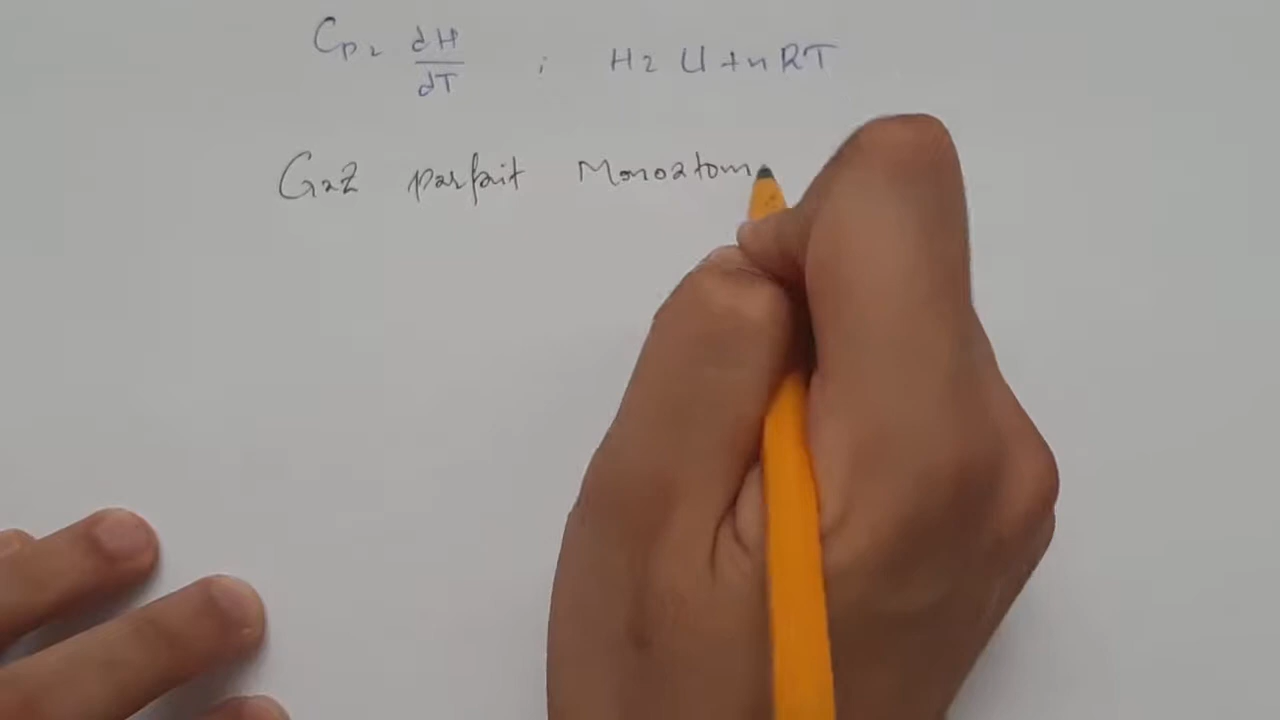 Cp = dH/dT ; H = U + nRT
Gaz parfait Monoatom